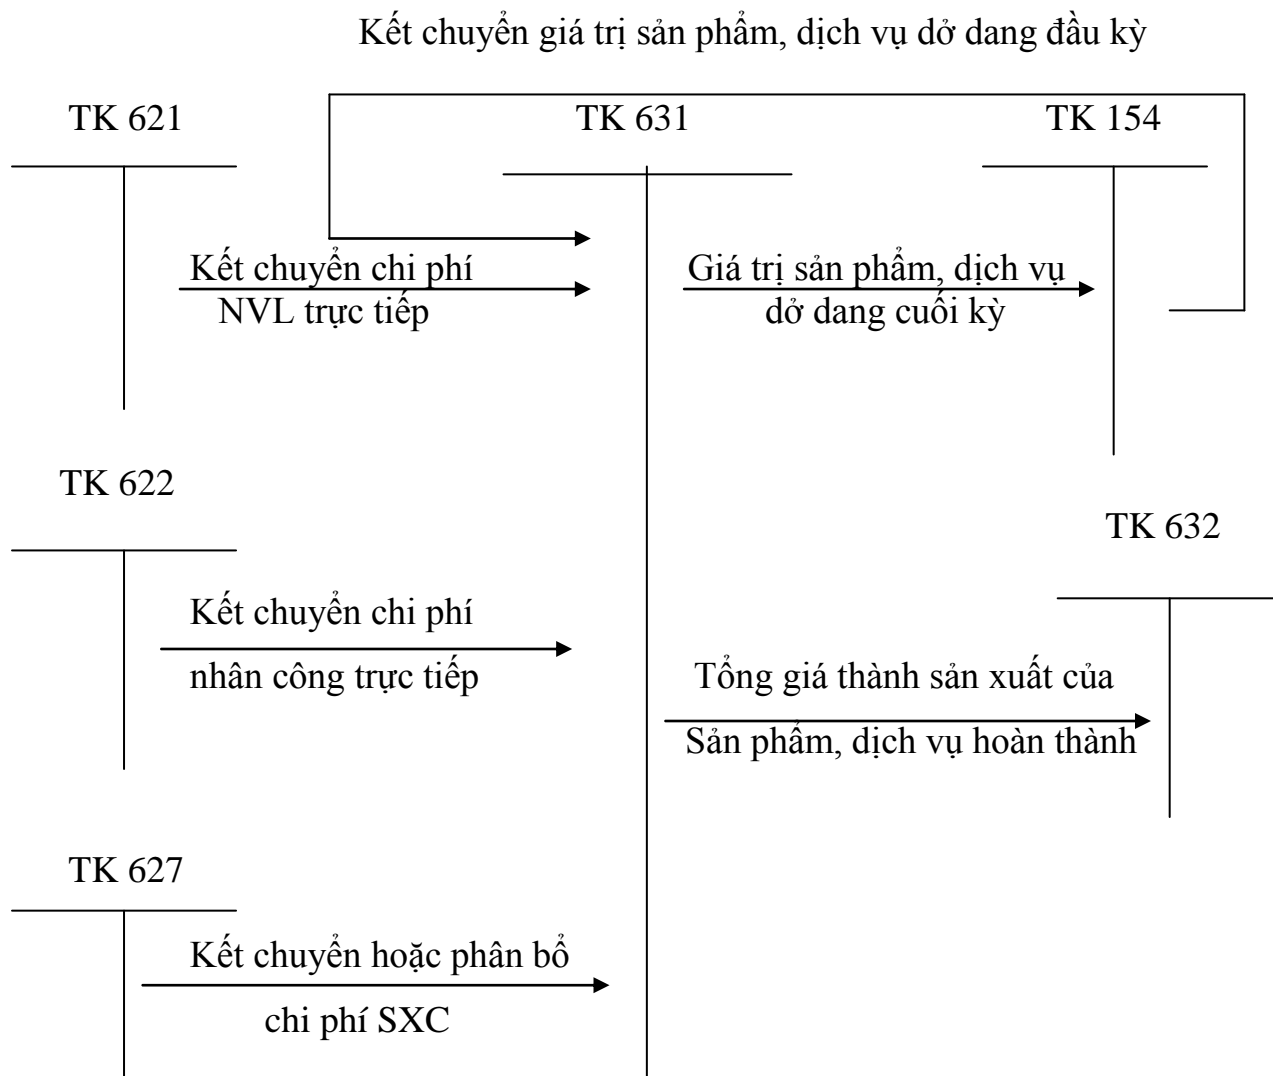 Kết chuyển giá trị sản phẩm, dịch vụ dở dang đầu kỳ
TK 621
TK 631
TK 154
Kết chuyển chi phí
NVL trực tiếp
Giá trị sản phẩm, dịch vụ
dở dang cuối kỳ
TK 622
TK 632
Kết chuyển chi phí
nhân công trực tiếp
Tổng giá thành sản xuất của
Sản phẩm, dịch vụ hoàn thành
TK 627
Kết chuyển hoặc phân bổ
chi phí SXC